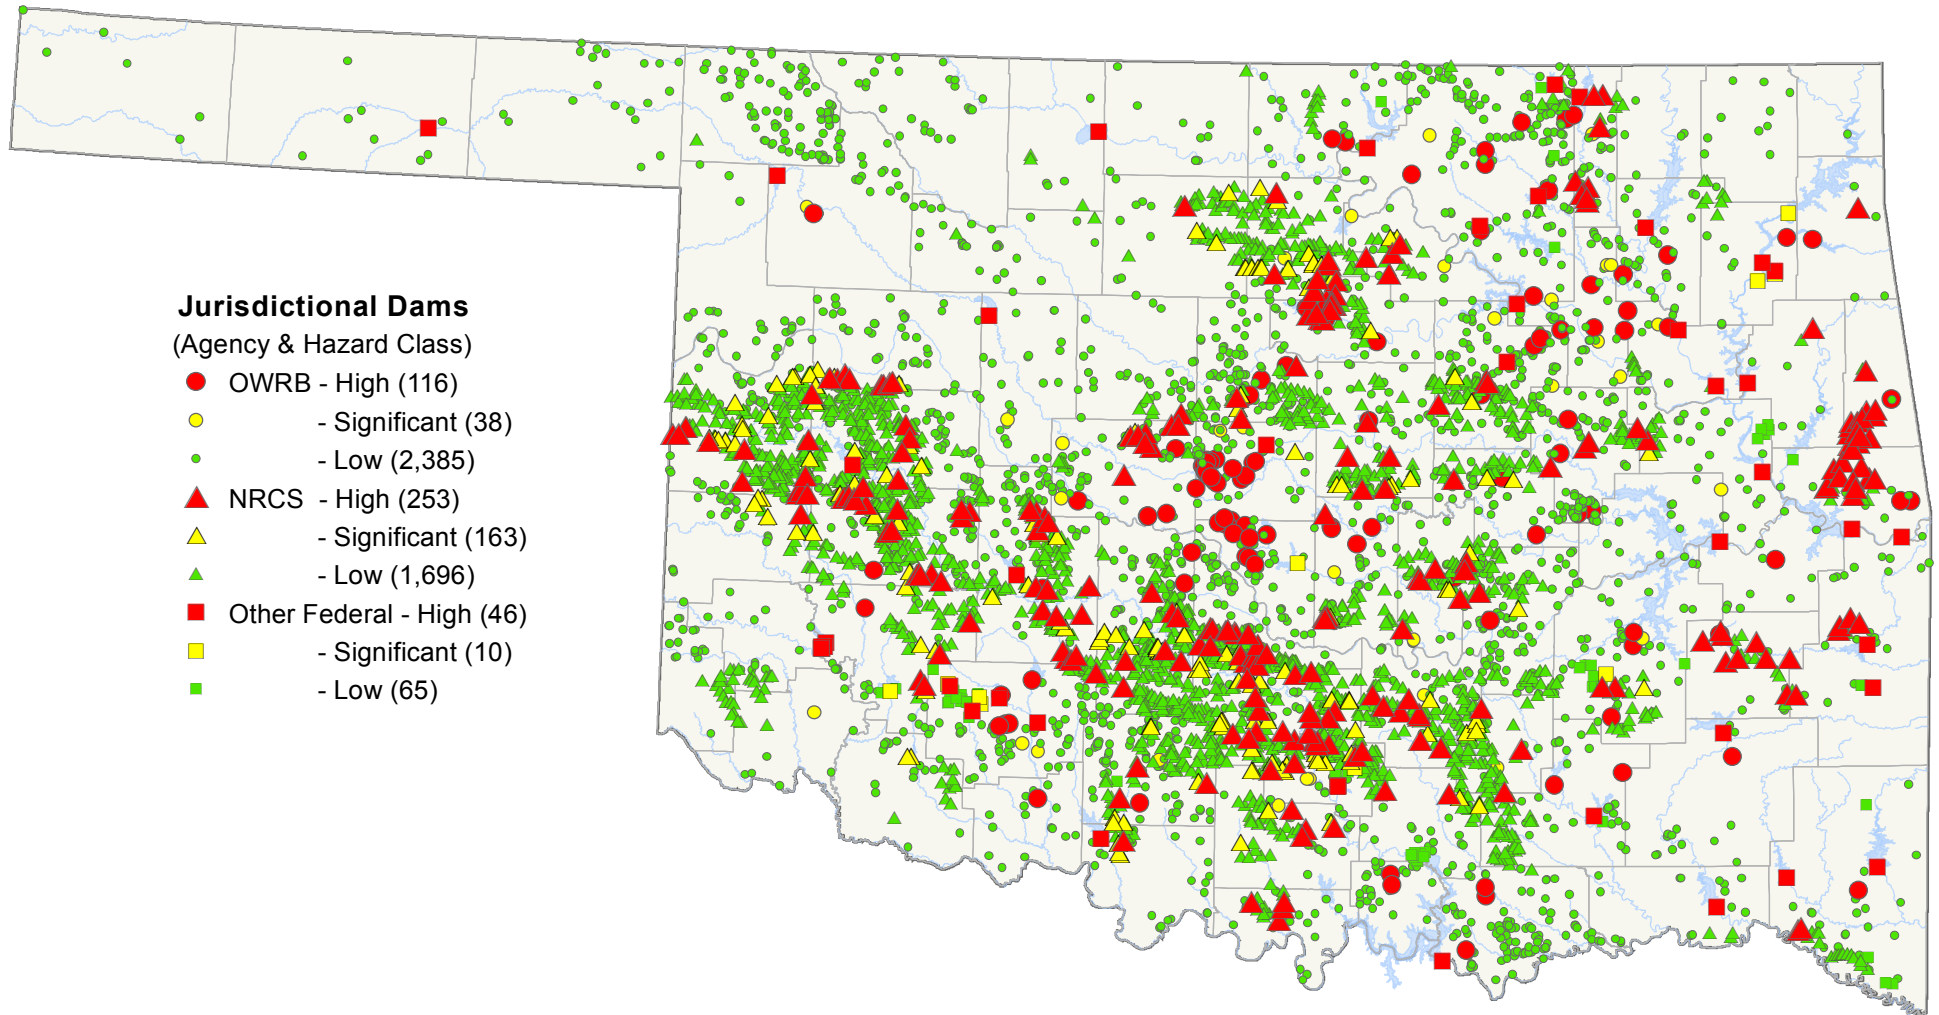 Jurisdictional Dams
(Agency & Hazard Class)
OWRB - High (116)
- Significant (38)
- Low (2,385)
NRCS - High (253)
- Significant (163)
- Low (1,696)
Other Federal - High (46)
- Significant (10)
- Low (65)